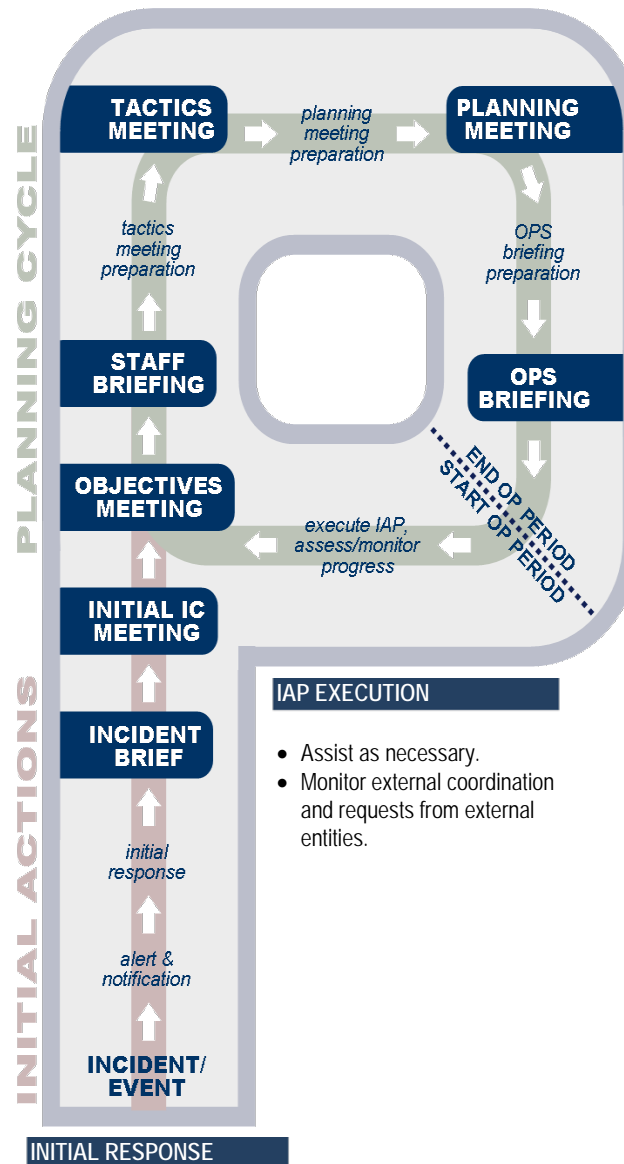 TACTICS
MEETING
planning
meeting
preparation
PLANNING
MEETING
tactics
meeting
preparation
OPS
briefing
preparation
STAFF
BRIEFING
OPS
BRIEFING
OBJECTIVES
MEETING
END OP PERIOD
START OP PERIOD
execute IAP,
assess/monitor
progress
INITIAL IC
MEETING
INCIDENT
BRIEF
initial
response
alert &
notification
INCIDENT/
EVENT
PLANNING CYCLE
INITIAL ACTIONS
IAP EXECUTION
• Assist as necessary.
• Monitor external coordination
and requests from external
entities.
INITIAL RESPONSE